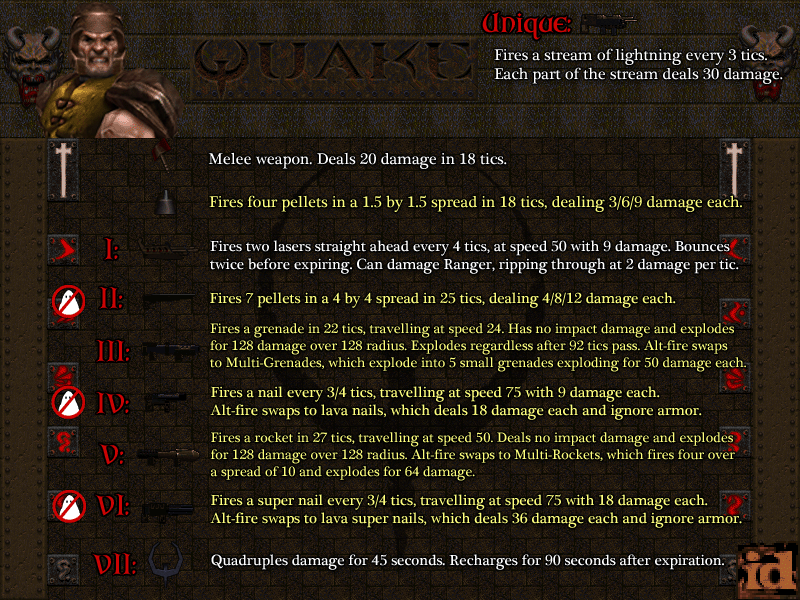 Unique:
Fires a stream of lightning every 3 tics.
Each part of the stream deals 30 damage.
QUAKE
Melee weapon. Deals 20 damage in 18 tics.
Fires four pellets in a 1.5 by 1.5 spread in 18 tics, dealing 3/6/9 damage each.
I:
Fires two lasers straight ahead every 4 tics, at speed 50 with 9 damage. Bounces
twice before expiring. Can damage Ranger, ripping through at 2 damage per tic.
II:
Fires 7 pellets in a 4 by 4 spread in 25 tics, dealing 4/8/12 damage each.
III:
Fires a grenade in 22 tics, travelling at speed 24. Has no impact damage and explodes
for 128 damage over 128 radius. Explodes regardless after 92 tics pass. Alt-fire swaps
to Multi-Grenades, which explode into 5 small grenades exploding for 50 damage each.
IV:
Fires a nail every 3/4 tics, travelling at speed 75 with 9 damage each.
Alt-fire swaps to lava nails, which deals 18 damage each and ignore armor.
V:
Fires a rocket in 27 tics, travelling at speed 50. Deals no impact damage and explodes
for 128 damage over 128 radius. Alt-fire swaps to Multi-Rockets, which fires four over
a spread of 10 and explodes for 64 damage.
VI:
Fires a super nail every 3/4 tics, travelling at speed 75 with 18 damage each.
Alt-fire swaps to lava super nails, which deals 36 damage each and ignore armor.
VII:
Quadruples damage for 45 seconds. Recharges for 90 seconds after expiration.
id